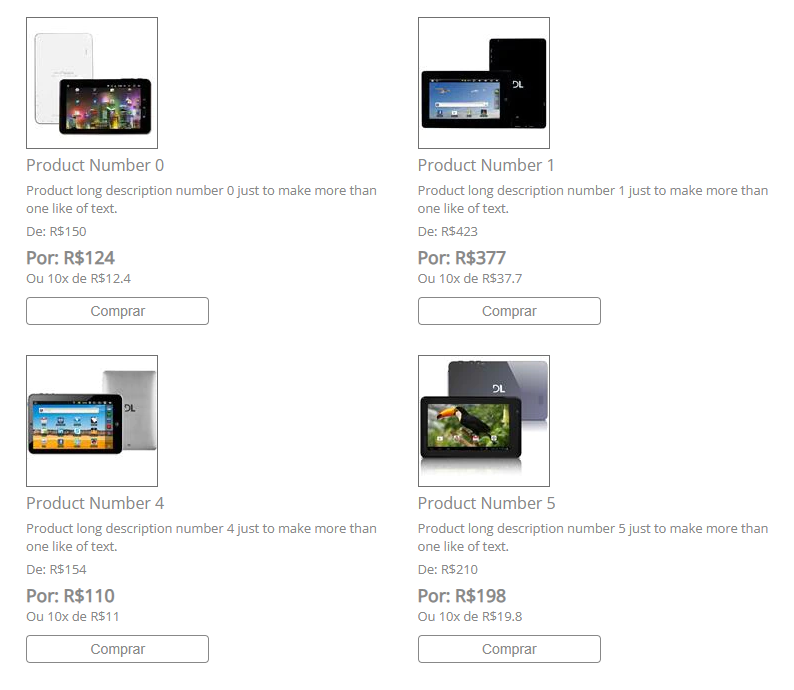 Product Number 0
Product long description number 0 just to make more than
one like of text.
De: R$150
Por: R$124
Ou 10x de R$12.4
Comprar
DL
Product Number 1
Product long description number 1 just to make more than
one like of text.
De: R$423
Por: R$377
Ou 10x de R$37.7
Comprar
DL
Product Number 4
Product long description number 4 just to make more than
one like of text.
De: R$154
Por: R$110
Ou 10x de R$11
Comprar
DL
Product Number 5
Product long description number 5 just to make more than
one like of text.
De: R$210
Por: R$198
Ou 10x de R$19.8
Comprar